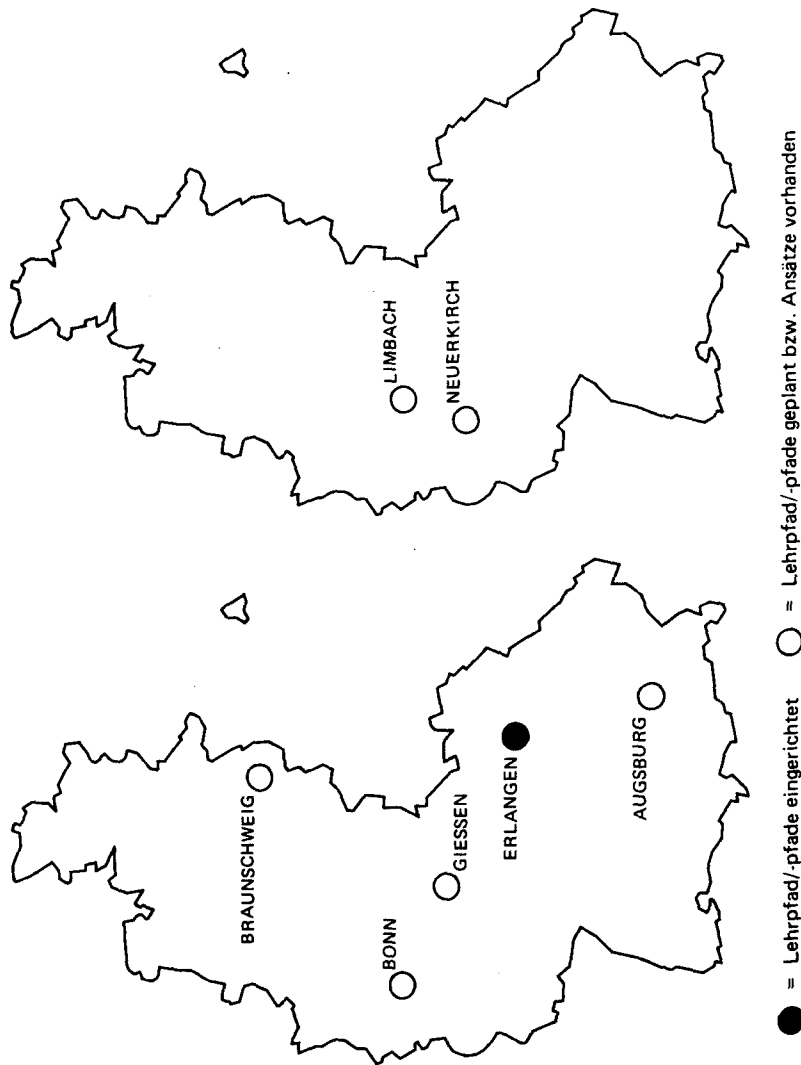 BRAUNSCHWEIG
BONN
GIESSEN
ERLANGEN
AUGSBURG
LIMBACH
NEUERKIRCH
= Lehrpfad/-pfade eingerichtet
= Lehrpfad/-pfade geplant bzw. Ansätze vorhanden